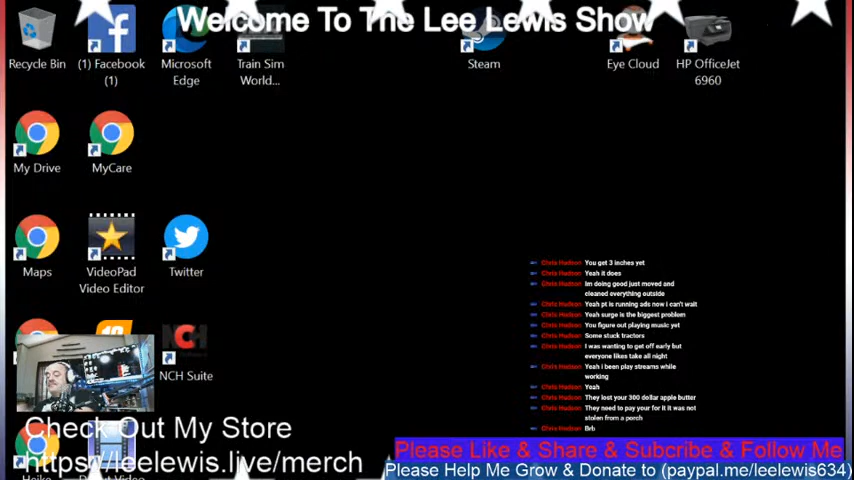 Welcome To The Lee Lewis Show
Recycle Bin
(1) Facebook
(1)
Microsoft
Edge
Train Sim
World...
Steam
Eye Cloud
HP OfficeJet
6960
My Drive
MyCare
Maps
VideoPad
Video Editor
Twitter
NCH
NCH Suite
Chris Hudson You get 3 inches yet
Chris Hudson Yeah it does
Chris Hudson Im doing good just moved and
cleaned everything outside
Chris Hudson Yeah pt is running ads now i can't wait
Chris Hudson Yeah surge is the biggest problem
Chris Hudson You figure out playing music yet
Chris Hudson Some stuck tractors
Chris Hudson I was wanting to get off early but
everyone likes take all night
Chris Hudson Yeah i been play streams while
working
Chris Hudson Yeah
Chris Hudson They lost your 300 dollar apple butter
Chris Hudson They need to pay your for it it was not
stolen from a porch
Chris Hudson Brb
Check Out My Store
https://leelewis.live/merch
Please Like & Share & Subcribe & Follow Me
Please Help Me Grow & Donate to (paypal.me/leelewis634)